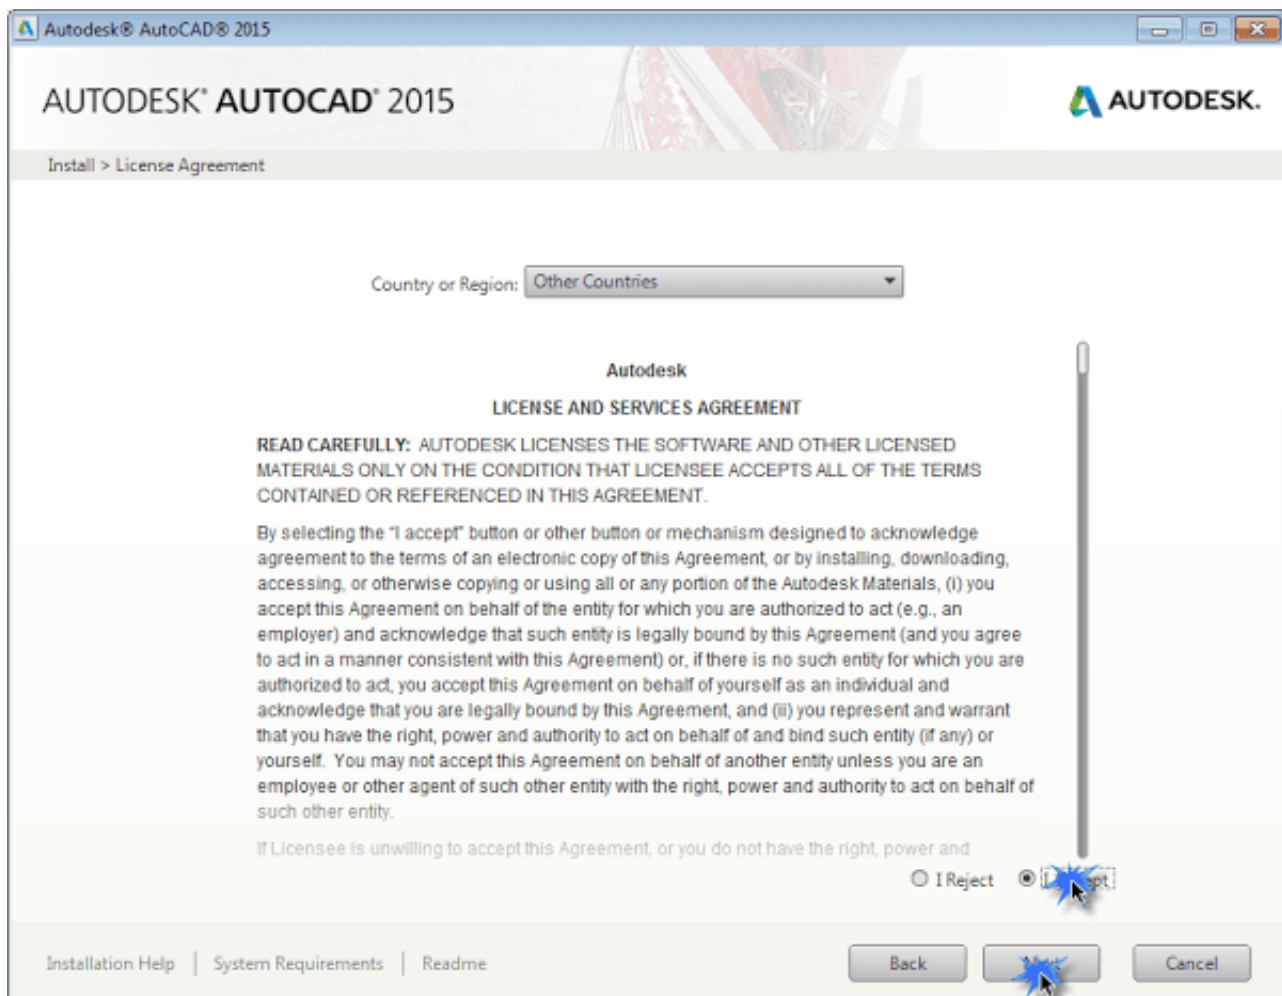 Autodesk® AutoCAD® 2015
AUTODESK® AUTOCAD® 2015
AUTODESK.
Install > License Agreement
Country or Region: Other Countries
Autodesk
LICENSE AND SERVICES AGREEMENT
READ CAREFULLY: AUTODESK LICENSES THE SOFTWARE AND OTHER LICENSED
MATERIALS ONLY ON THE CONDITION THAT LICENSEE ACCEPTS ALL OF THE TERMS
CONTAINED OR REFERENCED IN THIS AGREEMENT.
By selecting the “I accept” button or other button or mechanism designed to acknowledge
agreement to the terms of an electronic copy of this Agreement, or by installing, downloading,
accessing, or otherwise copying or using all or any portion of the Autodesk Materials, (i) you
accept this Agreement on behalf of the entity for which you are authorized to act (e.g., an
employer) and acknowledge that such entity is legally bound by this Agreement (and you agree
to act in a manner consistent with this Agreement) or, if there is no such entity for which you are
authorized to act, you accept this Agreement on behalf of yourself as an individual and
acknowledge that you are legally bound by this Agreement, and (ii) you represent and warrant
that you have the right, power and authority to act on behalf of and bind such entity (if any) or
yourself. You may not accept this Agreement on behalf of another entity unless you are an
employee or other agent of such other entity with the right, power and authority to act on behalf of
such other entity.
If Licensee is unwilling to accept this Agreement, or you do not have the right, power and
I Reject
Installation Help | System Requirements | Readme
Back
Cancel